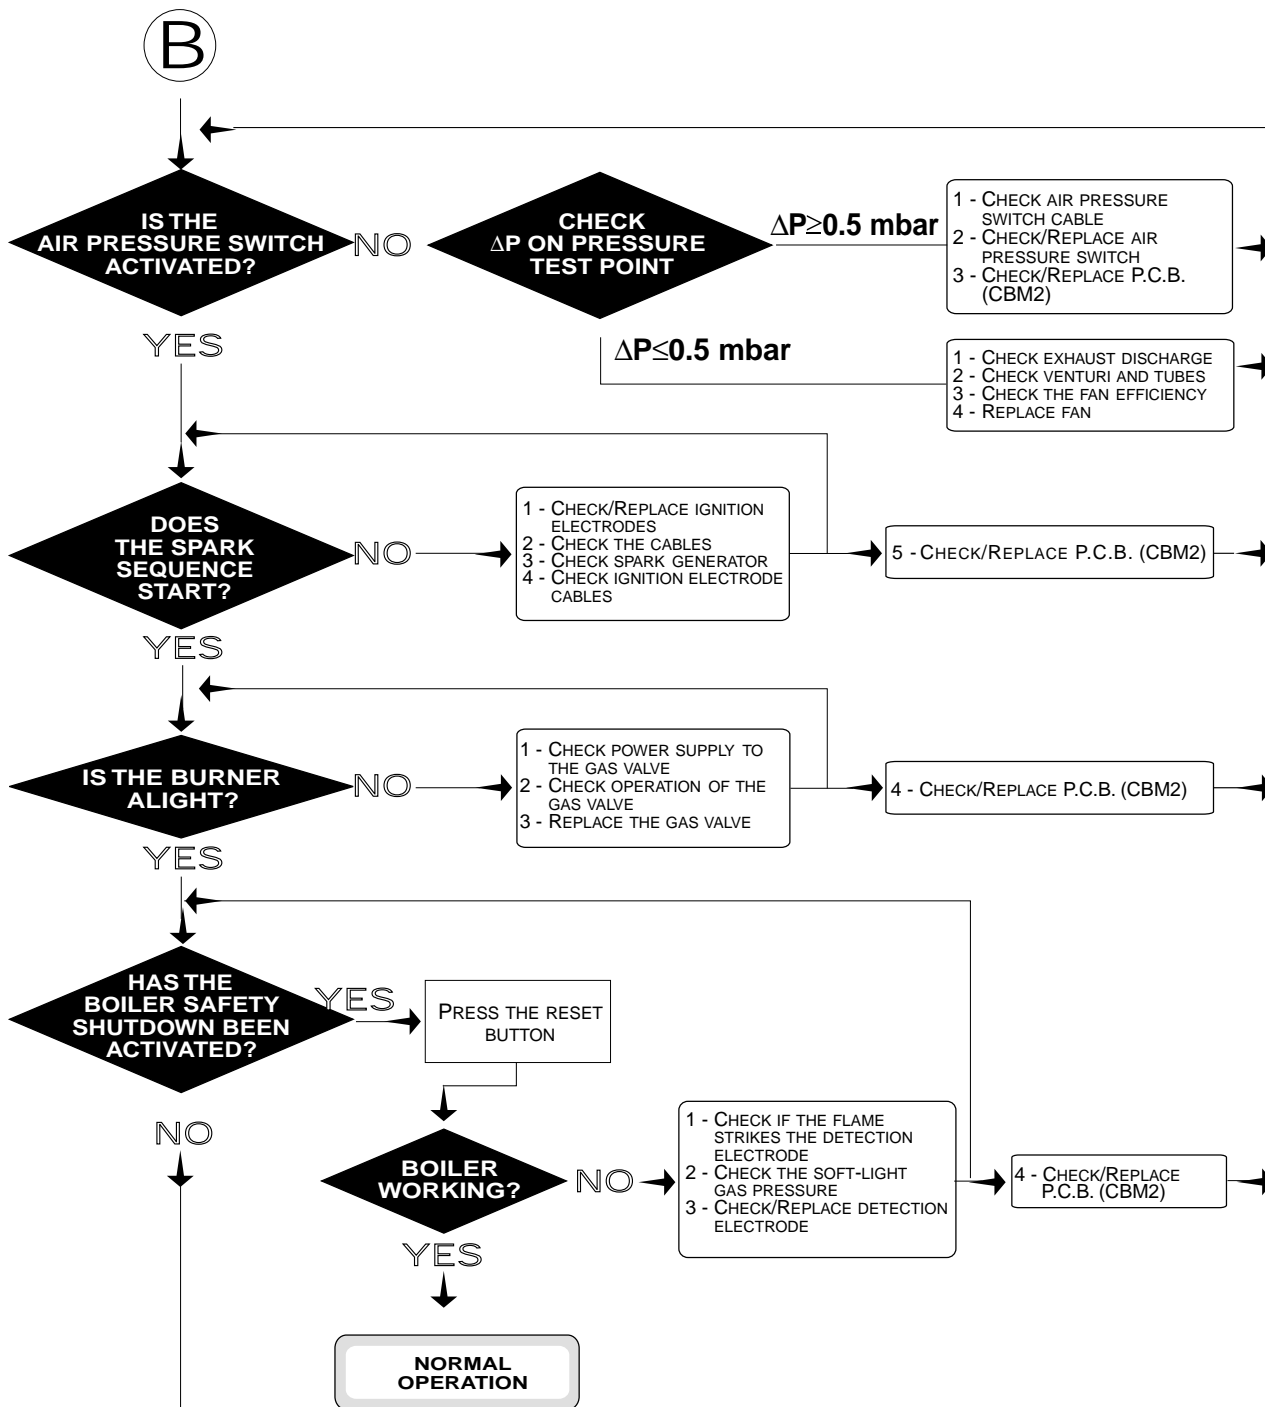 B
IS THE
AIR PRESSURE SWITCH
ACTIVATED?
NO
CHECK
ΔP ON PRESSURE
TEST POINT
ΔP≥0.5 mbar
1 - CHECK AIR PRESSURE
SWITCH CABLE
2 - CHECK/REPLACE AIR
PRESSURE SWITCH
3 - CHECK/REPLACE P.C.B.
(CBM2)
YES
ΔP≤0.5 mbar
1 - CHECK EXHAUST DISCHARGE
2 - CHECK VENTURI AND TUBES
3 - CHECK THE FAN EFFICIENCY
4 - REPLACE FAN
DOES
THE SPARK
SEQUENCE
START?
NO
1 - CHECK/REPLACE IGNITION
ELECTRODES
2 - CHECK THE CABLES
3 - CHECK SPARK GENERATOR
4 - CHECK IGNITION ELECTRODE
CABLES
5 - CHECK/REPLACE P.C.B. (CBM2)
YES
IS THE BURNER
ALIGHT?
NO
1 - CHECK POWER SUPPLY TO
THE GAS VALVE
2 - CHECK OPERATION OF THE
GAS VALVE
3 - REPLACE THE GAS VALVE
4 - CHECK/REPLACE P.C.B. (CBM2)
YES
HAS THE
BOILER SAFETY
SHUTDOWN BEEN
ACTIVATED?
YES
PRESS THE RESET
BUTTON
NO
BOILER
WORKING?
NO
1 - CHECK IF THE FLAME
STRIKES THE DETECTION
ELECTRODE
2 - CHECK THE SOFT-LIGHT
GAS PRESSURE
3 - CHECK/REPLACE DETECTION
ELECTRODE
4 - CHECK/REPLACE
P.C.B. (CBM2)
YES
NORMAL
OPERATION